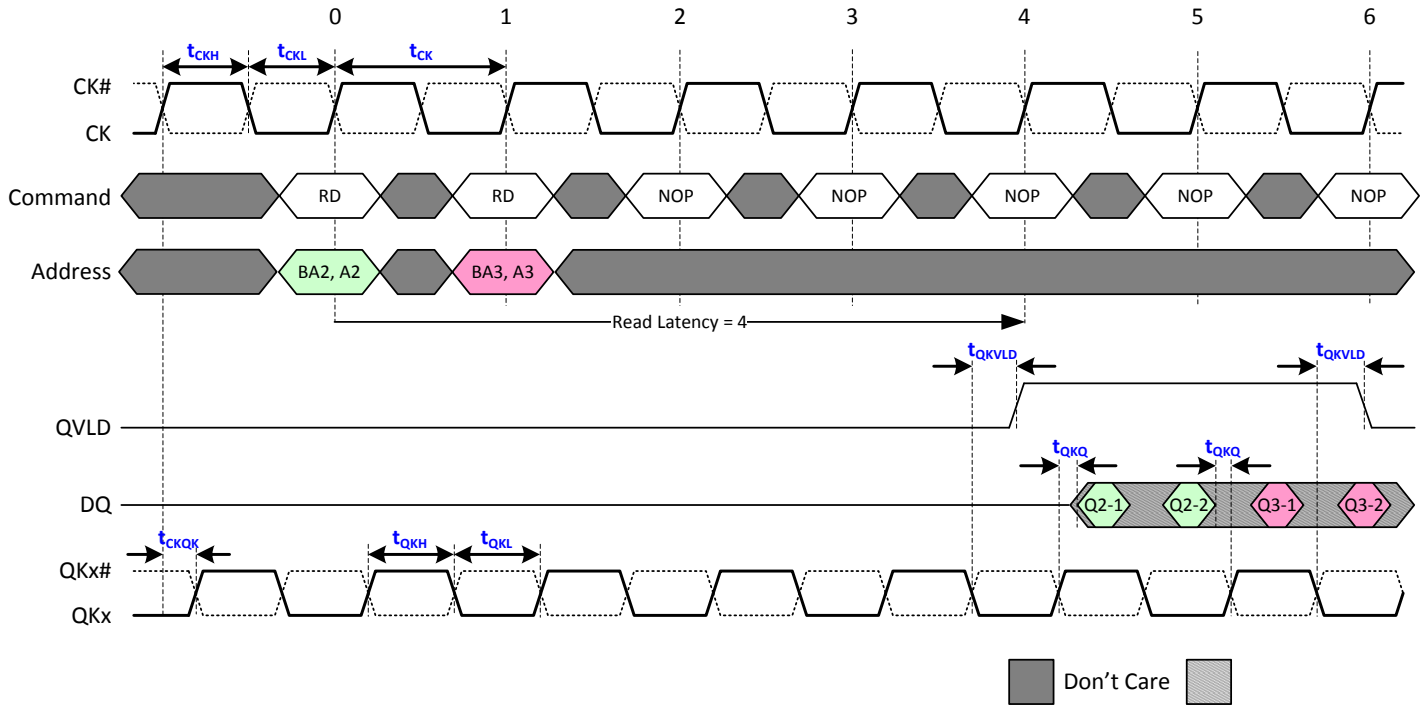 0 1 2 3 4 5 6
tCKH tCKL tCK
CK#
CK
Command RD RD NOP NOP NOP NOP NOP
Address BA2, A2 BA3, A3
Read Latency = 4
tQKVLD tQKVLD
QVLD
tQKQ tQKQ
DQ Q2-1 Q2-2 Q3-1 Q3-2
tCKQK tQKH tQKL
QKx#
QKx
Don't Care